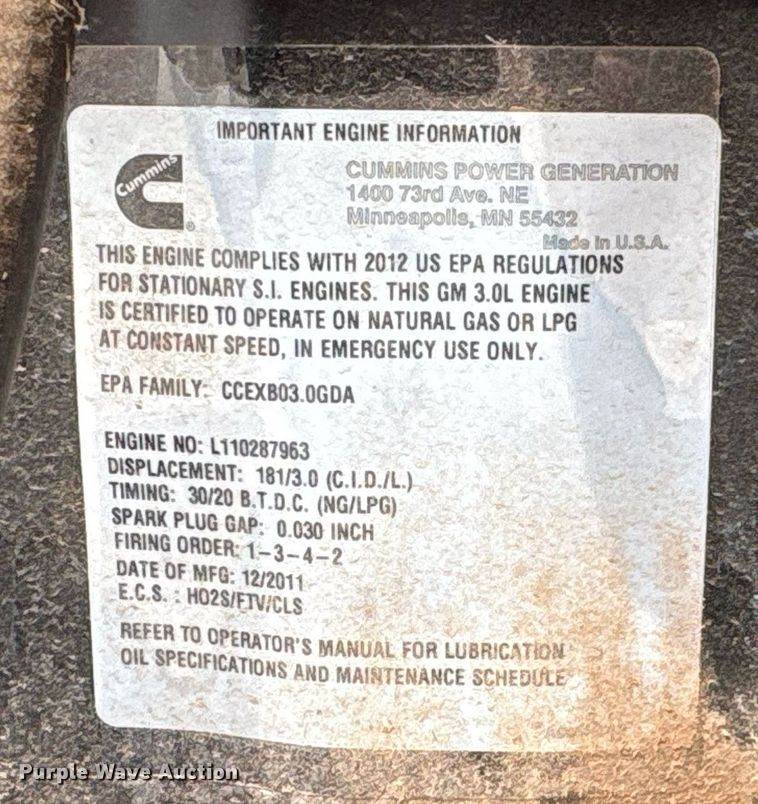 IMPORTANT ENGINE INFORMATION
Cummins
CUMMINS POWER GENERATION
1400 73rd Ave. NE
Minneapolis, MN 55432
Made in U.S.A.
THIS ENGINE COMPLIES WITH 2012 US EPA REGULATIONS
FOR STATIONARY S.I. ENGINES. THIS GM 3.0L ENGINE
IS CERTIFIED TO OPERATE ON NATURAL GAS OR LPG
AT CONSTANT SPEED, IN EMERGENCY USE ONLY.
EPA FAMILY: CCEXB03.0GDA
ENGINE NO: L110287963
DISPLACEMENT: 181/3.0 (C.I.D./L.)
TIMING: 30/20 B.T.D.C. (NG/LPG)
SPARK PLUG GAP: 0.030 INCH
FIRING ORDER: 1-3-4-2
DATE OF MFG: 12/2011
E.C.S. : HO2S/FTV/CLS
REFER TO OPERATOR'S MANUAL FOR LUBRICATION
OIL SPECIFICATIONS AND MAINTENANCE SCHEDULE
Purple Wave Auction